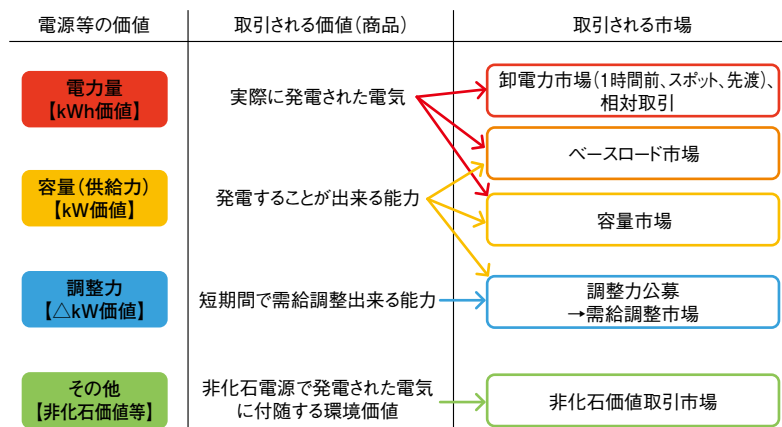 電源等の価値
取引される価値(商品)
取引される市場
電力量
【kWh価値】
実際に発電された電気
卸電力市場(1時間前、スポット、先渡)、
相対取引
ベースロード市場
容量(供給力)
【kW価値】
発電することが出来る能力
容量市場
調整力
【△kW価値】
短期間で需給調整出来る能力
調整力公募
→需給調整市場
その他
【非化石価値等】
非化石電源で発電された電気
に付随する環境価値
非化石価値取引市場